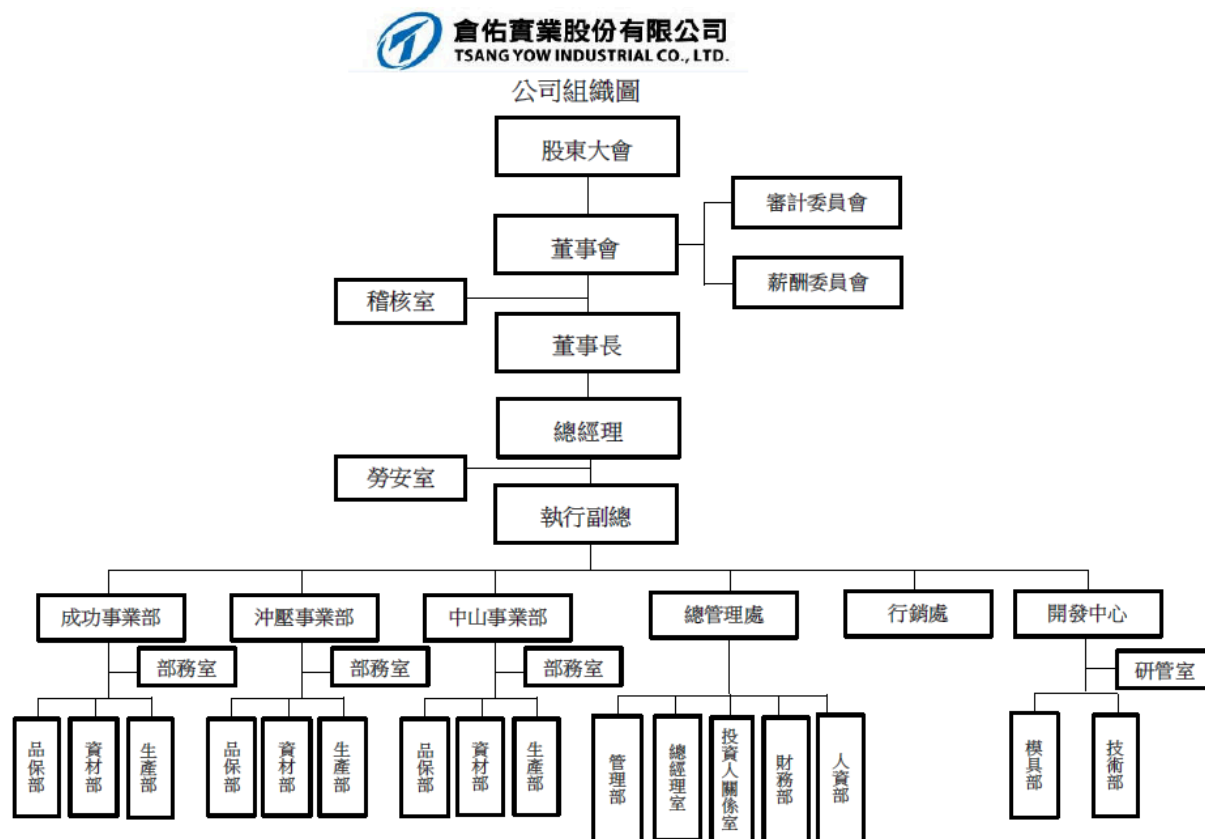 倉佑實業股份有限公司
TSANG YOW INDUSTRIAL CO., LTD.
公司組織圖
股東大會
審計委員會
董事會
薪酬委員會
稽核室
董事長
總經理
勞安室
執行副總
成功事業部
沖壓事業部
中山事業部
總管理處
行銷處
開發中心
部務室
部務室
部務室
研管室
品保部
資材部
生產部
品保部
資材部
生產部
品保部
資材部
生產部
管理部
總經理室
投資人關係室
財務部
人資部
模具部
技術部